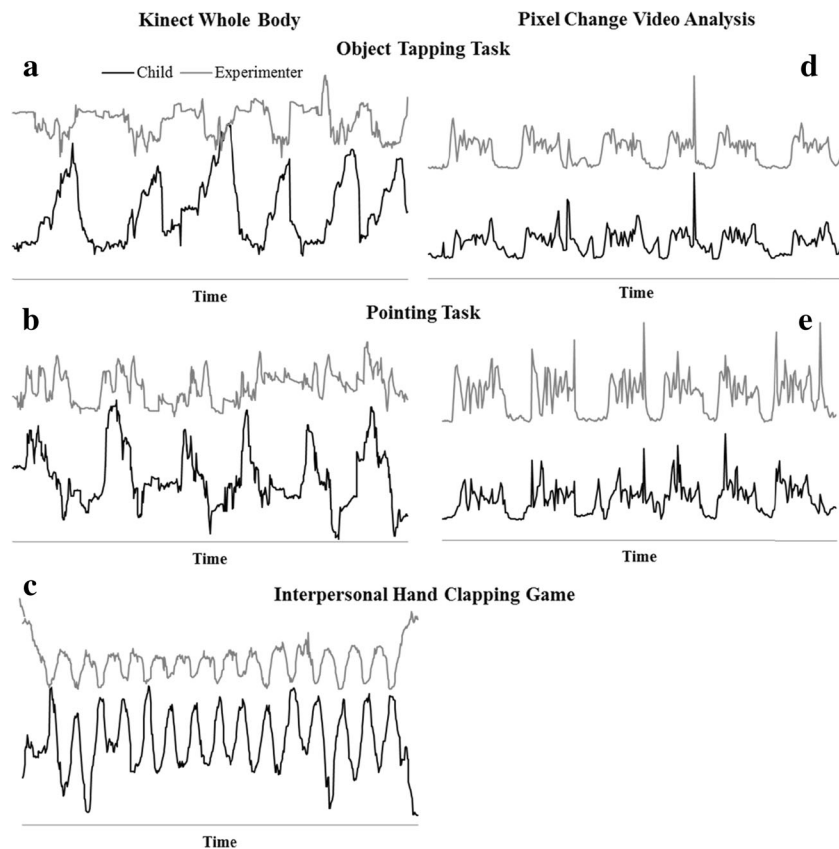 Kinect Whole Body
Pixel Change Video Analysis
Object Tapping Task
a
Child
Experimenter
d
Time
Time
Pointing Task
b
e
Time
Time
c
Interpersonal Hand Clapping Game
Time